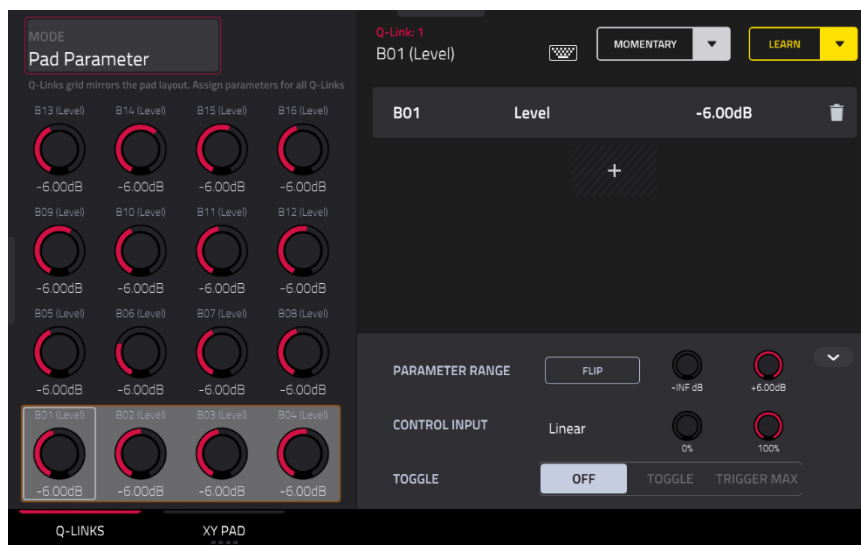 MODE
Pad Parameter
Q-Links grid mirrors the pad layout. Assign parameters for all Q-Links
B13 (Level) B14 (Level) B15 (Level) B16 (Level)
-6.00dB -6.00dB -6.00dB -6.00dB
B09 (Level) B10 (Level) B11 (Level) B12 (Level)
-6.00dB -6.00dB -6.00dB -6.00dB
B05 (Level) B06 (Level) B07 (Level) B08 (Level)
-6.00dB -6.00dB -6.00dB -6.00dB
B01 (Level) B02 (Level) B03 (Level) B04 (Level)
-6.00dB -6.00dB -6.00dB -6.00dB
Q-LINKS XY PAD
Q-Link: 1
B01 (Level)
MOMENTARY
LEARN
B01 Level -6.00dB
+
PARAMETER RANGE FLIP
-INF dB +6.00dB
CONTROL INPUT Linear
0% 100%
TOGGLE OFF TOGGLE TRIGGER MAX